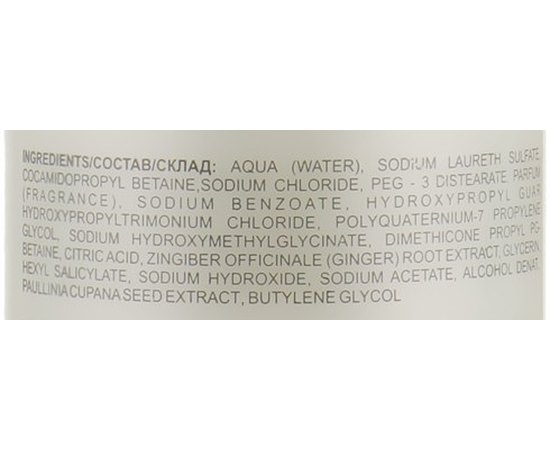 INGREDIENTS/СОСТАВ/СКЛАД: AQUA (WATER), SODIUM LAURETH SULFATE,
COCAMIDOPROPYL BETAINE,SODIUM CHLORIDE, PEG - 3 DISTEARATE, PARFUM
(FRAGRANCE), SODIUM BENZOATE, HYDROXYPROPYL GUAR
HYDROXYPROPYLTRIMONIUM CHLORIDE, POLYQUATERNIUM-7 PROPYLENE
GLYCOL, SODIUM HYDROXYMETHYLGLYCINATE, DIMETHICONE PROPYL PG-
BETAINE, CITRIC ACID, ZINGIBER OFFICINALE (GINGER) ROOT EXTRACT, GLYCERIN,
HEXYL SALICYLATE, SODIUM HYDROXIDE, SODIUM ACETATE, ALCOHOL DENAT,
PAULLINIA CUPANA SEED EXTRACT, BUTYLENE GLYCOL